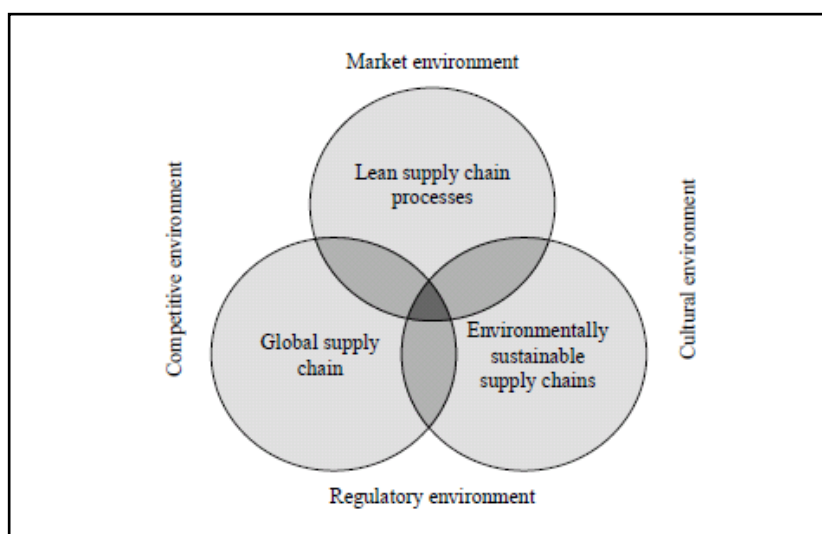 Market environment
Lean supply chain
processes
Competitive environment
Cultural environment
Global supply
chain
Environmentally
sustainable
supply chains
Regulatory environment